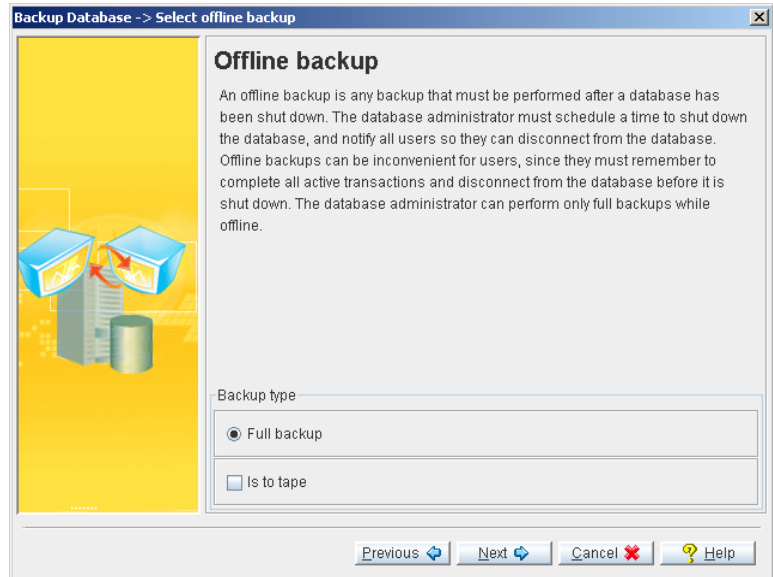 Backup Database -> Select offline backup
Offline backup
An offline backup is any backup that must be performed after a database has
been shut down. The database administrator must schedule a time to shut down
the database, and notify all users so they can disconnect from the database.
Offline backups can be inconvenient for users, since they must remember to
complete all active transactions and disconnect from the database before it is
shut down. The database administrator can perform only full backups while
offline.
Backup type
Full backup
Is to tape
Previous Next Cancel Help